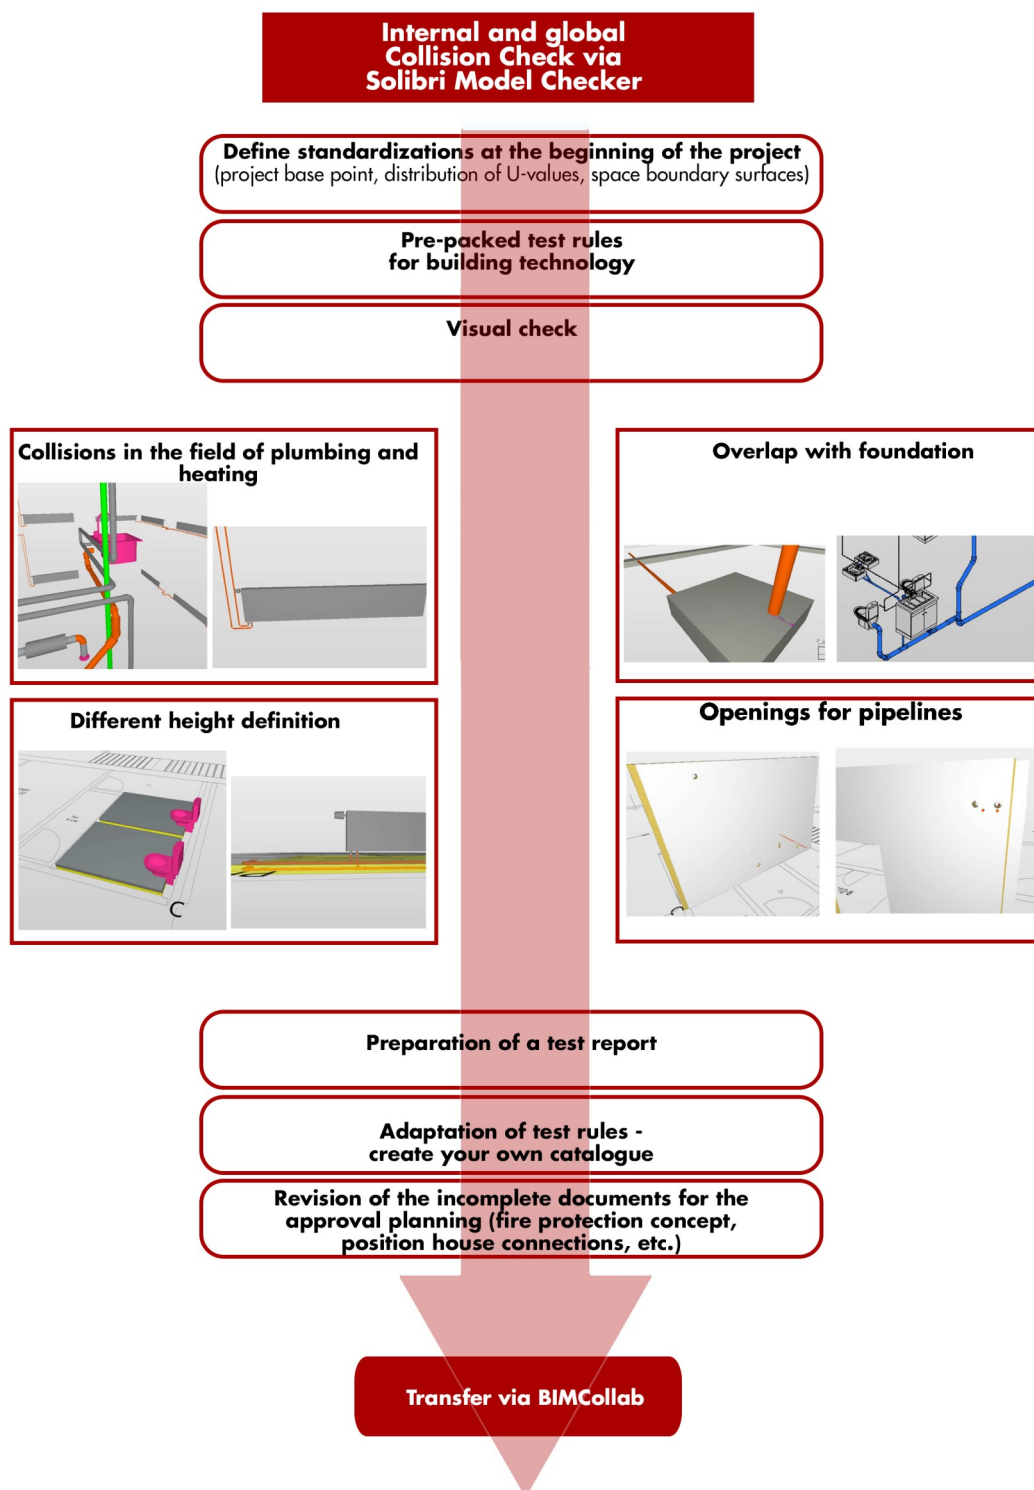 Internal and global
Collision Check via
Solibri Model Checker
Define standardizations at the beginning of the project
(project base point, distribution of U-values, space boundary surfaces)
Pre-packed test rules
for building technology
Visual check
Collisions in the field of plumbing and
heating
Overlap with foundation
Different height definition
C
Openings for pipelines
Preparation of a test report
Adaptation of test rules -
create your own catalogue
Revision of the incomplete documents for the
approval planning (fire protection concept,
position house connections, etc.)
Transfer via BIMCollab